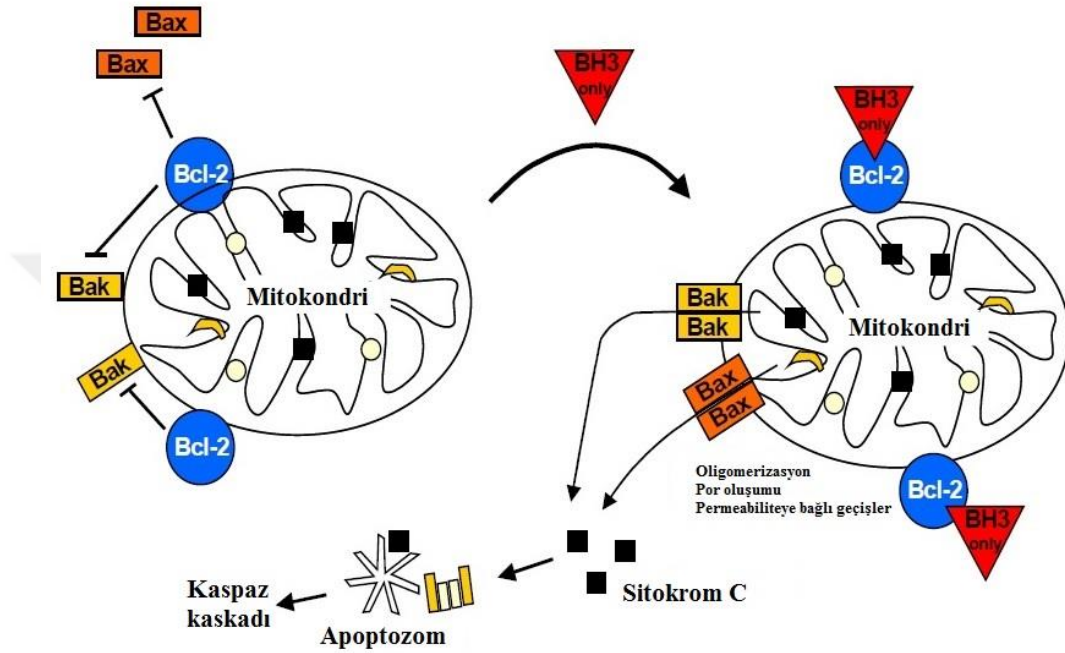 Bax
Bax
Bcl-2
Bak
Bak
Bcl-2
Mitokondri
BH3
only
BH3
only
Bcl-2
Bak
Bak
Bax
Bax
Mitokondri
Oligomerizasyon
Por oluşumu
Permeabiliteye bağlı geçişler
Bcl-2
BH3
only
Sitokrom C
Apoptozom
Kaspaz
kaskadı